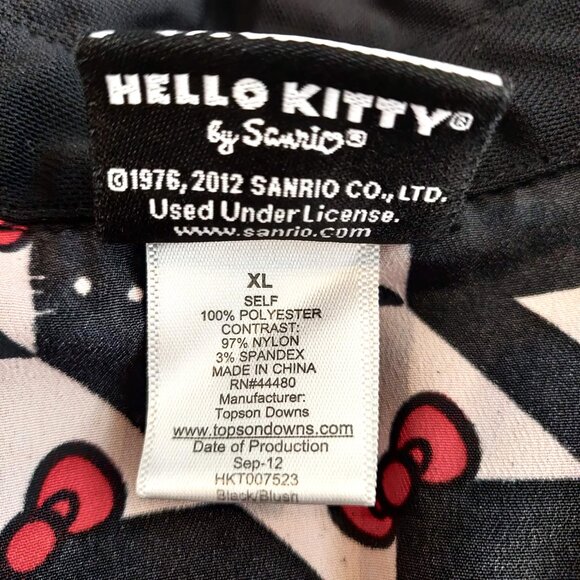 HELLO KITTY®
by Sanrio®
©1976, 2012 SANRIO CO., LTD.
Used Under License.
www.sanrio.com
XL
SELF
100% POLYESTER
CONTRAST:
97% NYLON
3% SPANDEX
MADE IN CHINA
RN#44480
Manufacturer:
Topson Downs
www.topsondowns.com
Date of Production
Sep-12
HKT007523
Black/Blush